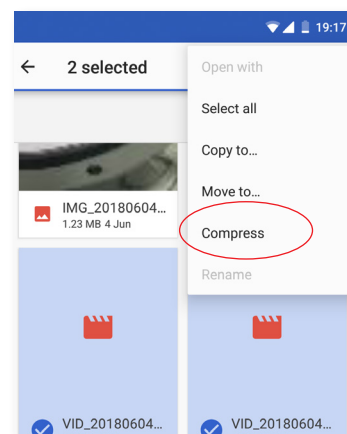 19:17
2 selected
Open with
Select all
Copy to...
Move to...
Compress
Rename
IMG_20180604...
1.23 MB 4 Jun
VID_20180604...
VID_20180604...